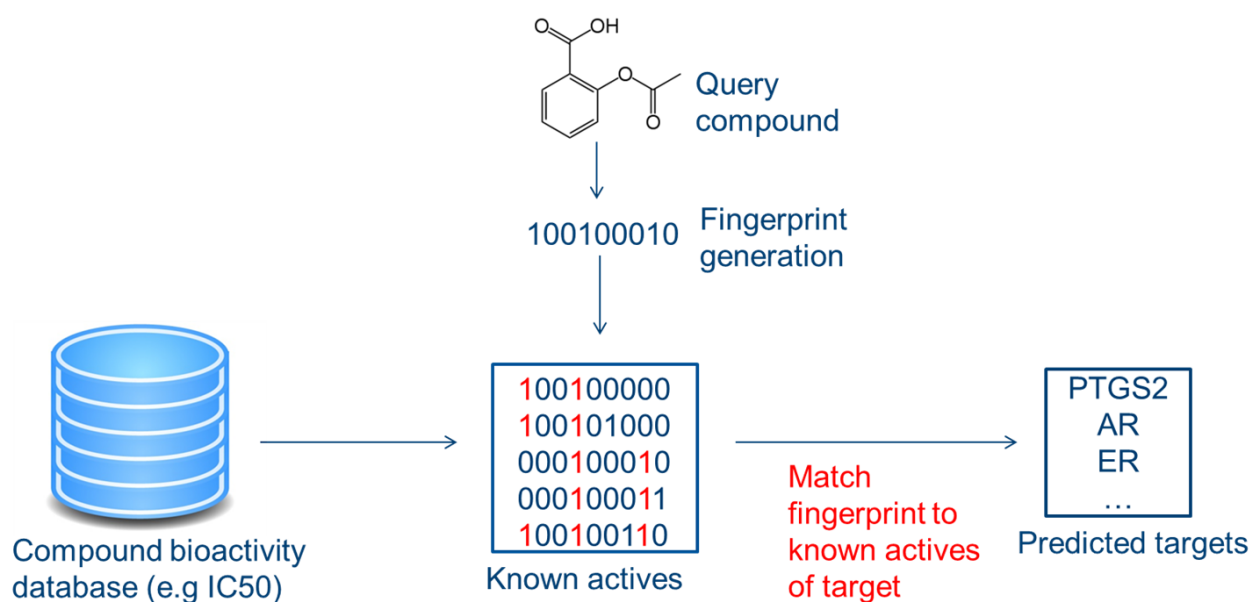 O
OH
O
O
Query
compound
100100010
Fingerprint
generation
100100000
100101000
000100010
000100011
100100110
Known actives
Compound bioactivity
database (e.g IC50)
Match
fingerprint to
known actives
of target
PTGS2
AR
ER
...
Predicted targets